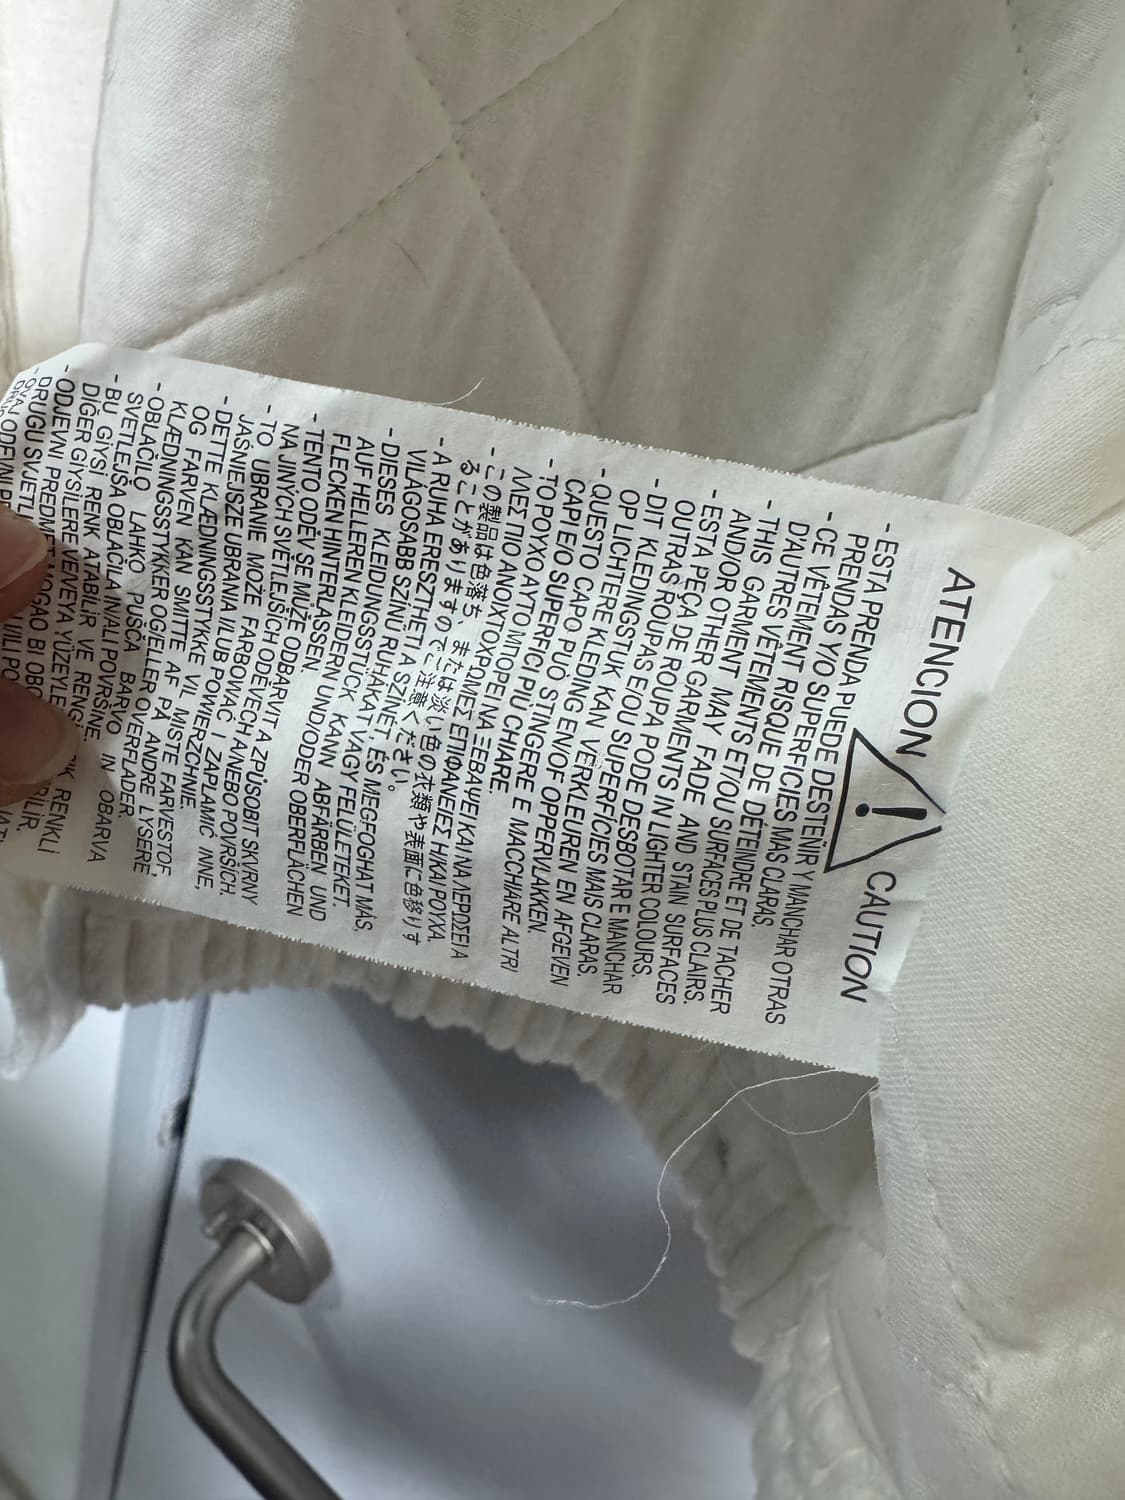 ATENCION ! CAUTION
- ESTA PRENDA PUEDE DESTEÑIR Y MANCHAR OTRAS
PRENDAS Y/O SUPERFICIES MÁS CLARAS.
- CE VÊTEMENT RISQUE DE DÉTEINDRE ET DE TACHER
D'AUTRES VÊTEMENTS ET/OU SURFACES PLUS CLAIRS.
- THIS GARMENT MAY FADE AND STAIN SURFACES
AND/OR OTHER GARMENTS IN LIGHTER COLOURS.
- ESTA PEÇA DE ROUPA PODE DESBOTAR E MANCHAR
OUTRAS ROUPAS E/OU SUPERFÍCIES MAIS CLARAS.
- DIT KLEDINGSTUK KAN VERKLEUREN EN AFGEVEN
OP LICHTERE KLEDING EN/OF OPPERVLAKKEN.
- QUESTO CAPO PUÒ STINGERE E MACCHIARE ALTRI
CAPI E/O SUPERFICI PIÙ CHIARE.
- ΤΟ ΡΟΥΧΟ ΑΥΤΟ ΜΠΟΡΕΙ ΝΑ ΞΕΒΑΨΕΙ ΚΑΙ ΝΑ ΛΕΡΩΣΕΙ Α
ΛΛΕΣ ΠΙΟ ΑΝΟΙΧΤΟΧΡΩΜΕΣ ΕΠΙΦΑΝΕΙΕΣ Η ΚΑΙ ΡΟΥΧΑ.
- この製品は色落ち、または淡い色の衣類や表面に色移りす
ることがありますのでご注意ください。
- A RUHA ERESZTHETI A SZÍNÉT, ÉS MEGFOGHAT MÁS,
VILÁGOSABB SZÍNŰ RUHÁKAT VAGY FELÜLETEKET.
- DIESES KLEIDUNGSSTÜCK KANN ABFÄRBEN UND
AUF HELLEREN KLEIDERN UND/ODER OBERFLÄCHEN
FLECKEN HINTERLASSEN.
- TENTO ODĚV SE MŮŽE ODBARVIT A ZPŮSOBIT SKVRNY
NA JINÝCH SVĚTLEJŠÍCH ODĚVECH A/NEBO POVRŠÍCH.
- TO UBRANIE MOŻE FARBOWAĆ I ZAPLAMIĆ INNE,
JAŚNIEJSZE UBRANIA I/LUB POWIERZCHNIE.
- DETTE KLÆDNINGSSTYKKE VIL MISTE FARVESTOF,
OG FARVEN KAN SMITTE AF PÅ ANDRE LYSERE
KLÆDNINGSSTYKKER OG/ELLER OVERFLADER.
- OBLAČILO LAHKO PUŠČA BARVO IN OBARVA
SVETLEJŠA OBLAČILA IN/ALI POVRŠINE.
- BU GİYSİ RENK ATABİLİR VE RENGİ RENKLİ
DİĞER GİYSİLERE VE/VEYA YÜZEYLE
- ODJEVNI PREDMET MOGAO BI OBO
DRUGU SVJETL